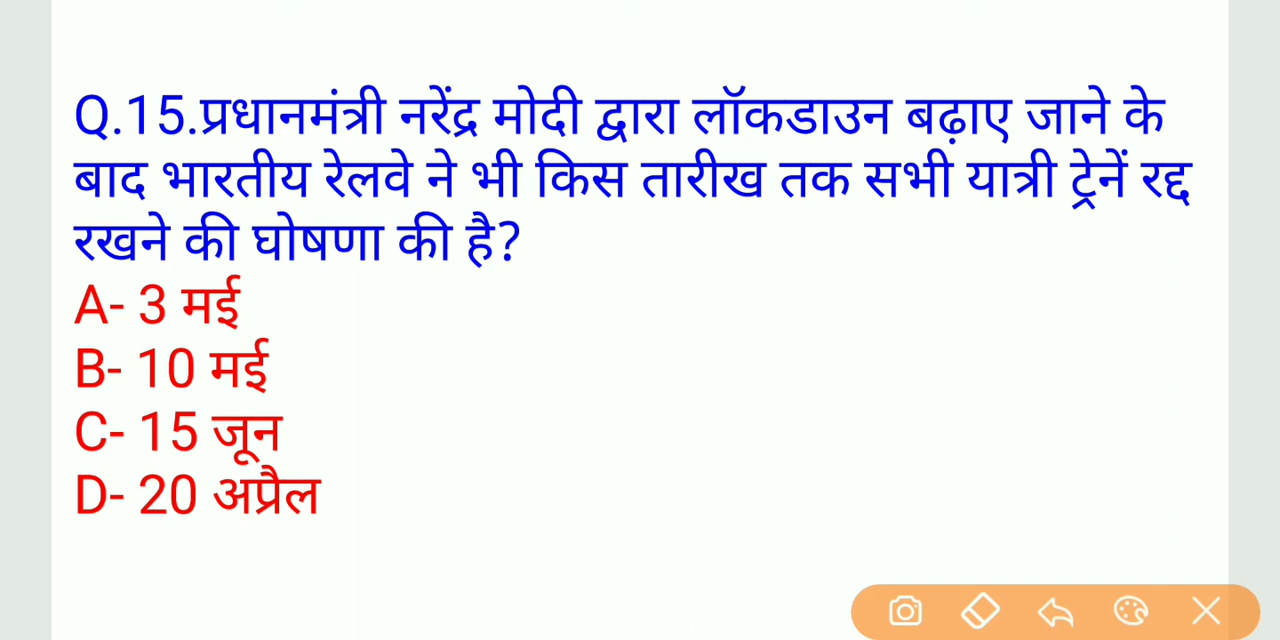 Q.15.प्रधानमंत्री नरेंद्र मोदी द्वारा लॉकडाउन बढ़ाए जाने के
बाद भारतीय रेलवे ने भी किस तारीख तक सभी यात्री ट्रेनें रद्द
रखने की घोषणा की है?
A- 3 मई
B- 10 मई
C- 15 जून
D- 20 अप्रैल